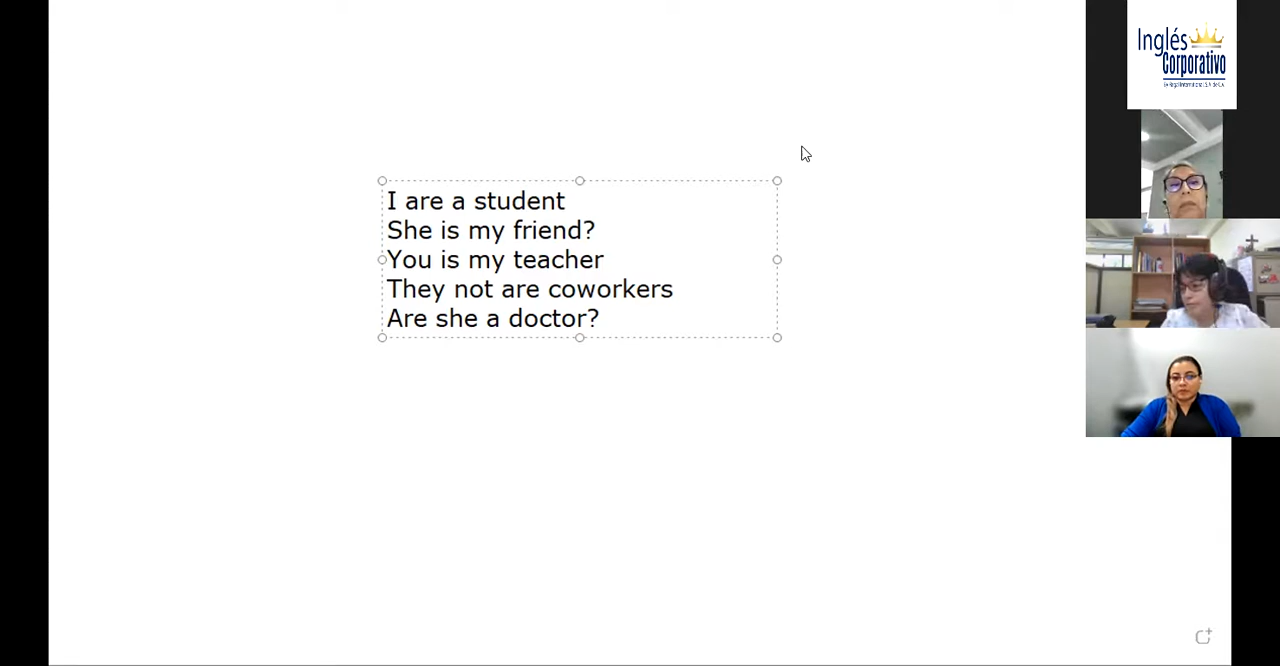 I are a student
She is my friend?
You is my teacher
They not are coworkers
Are she a doctor?
Inglés
Corporativo